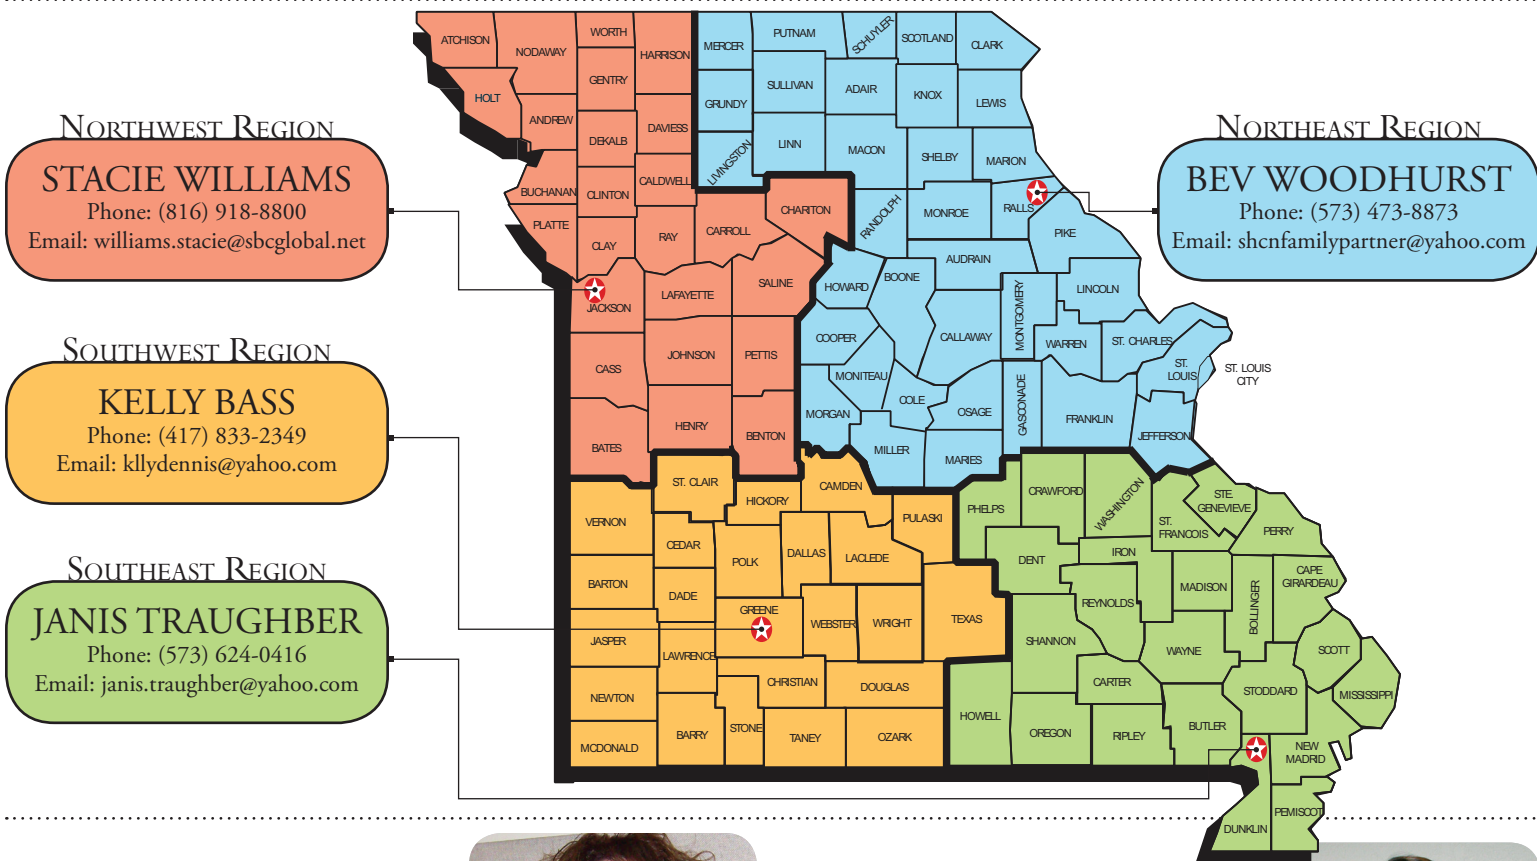 NORTHWEST REGION
STACIE WILLIAMS
Phone: (816) 918-8800
Email: williams.stacie@sbcglobal.net
SOUTHWEST REGION
KELLY BASS
Phone: (417) 833-2349
Email: kllydennis@yahoo.com
SOUTHEAST REGION
JANIS TRAUGHBER
Phone: (573) 624-0416
Email: janis.traughber@yahoo.com
NORTHEAST REGION
BEV WOODHURST
Phone: (573) 473-8873
Email: shcnfamilypartner@yahoo.com
ATCHISON
NODAWAY
WORTH
HARRISON
GENTRY
HOLT
ANDREW
DEKALB
DAVIESS
BUCHANAN
CLINTON
CALDWELL
PLATTE
CLAY
RAY
CARROLL
CHARITON
JACKSON
LAFAYETTE
SALINE
CASS
JOHNSON
PETTIS
BATES
HENRY
BENTON
MERCER
PUTNAM
SCHUYLER
SCOTLAND
CLARK
GRUNDY
SULLIVAN
ADAIR
KNOX
LEWIS
LIVINGSTON
LINN
MACON
SHELBY
MARION
RANDOLPH
MONROE
RALLS
PIKE
AUDRAIN
HOWARD
BOONE
CALLAWAY
MONTGOMERY
LINCOLN
COOPER
WARREN
ST. CHARLES
ST.
LOUIS
ST. LOUIS
CITY
MONITEAU
COLE
OSAGE
GASCONADE
FRANKLIN
JEFFERSON
MORGAN
MILLER
MARIES
ST. CLAIR
HICKORY
CAMDEN
PULASKI
VERNON
CEDAR
POLK
DALLAS
LACLEDE
BARTON
DADE
GREENE
WEBSTER
WRIGHT
TEXAS
JASPER
LAWRENCE
NEWTON
CHRISTIAN
DOUGLAS
MCDONALD
BARRY
STONE
TANEY
OZARK
PHELPS
CRAWFORD
WASHINGTON
STE.
GENEVIEVE
ST.
FRANCOIS
PERRY
DENT
IRON
MADISON
BOLLINGER
CAPE
GIRARDEAU
REYNOLDS
SHANNON
WAYNE
SCOTT
CARTER
STODDARD
MISSISSIPPI
HOWELL
OREGON
RIPLEY
BUTLER
NEW
MADRID
PEMISCOT
DUNKLIN